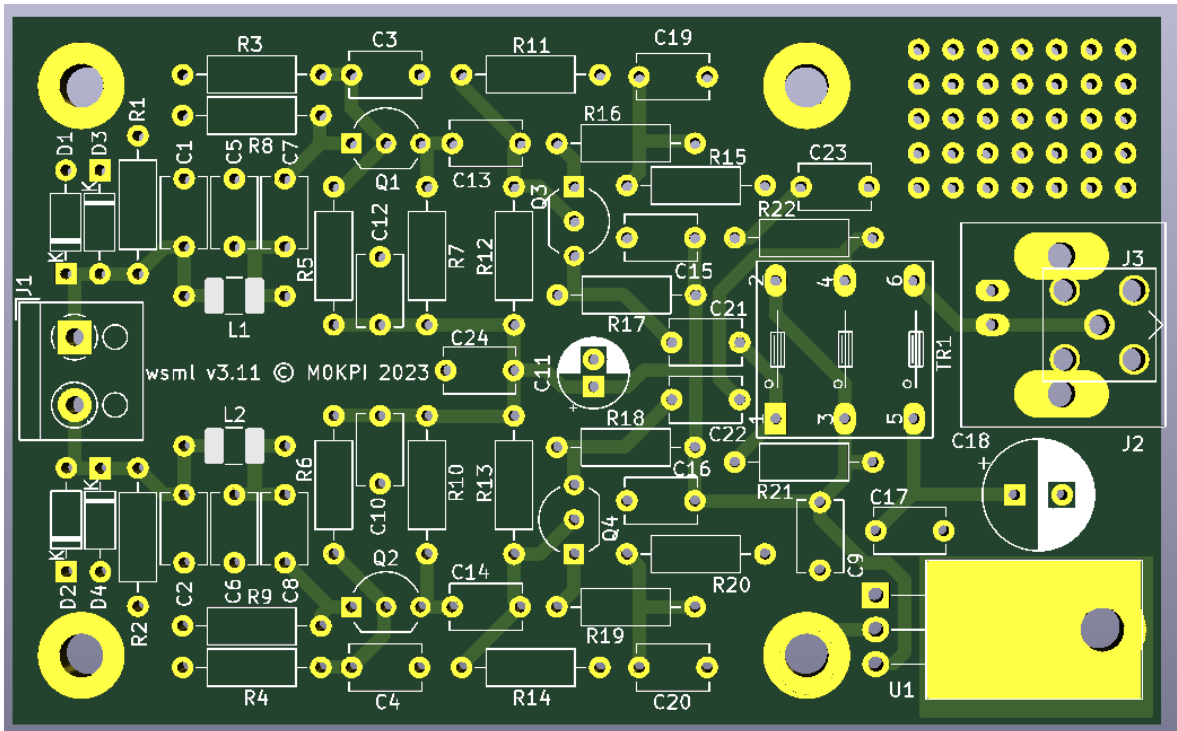 R3
C3
R11
C19
R1
D1
D3
K
C1
C5
R8
C7
Q1
C13
R16
R15
C23
Q3
R22
C12
R5
R7
R12
C15
R17
C21
2
4
6
J3
J1
L1
wsml v3.11 © M0KPI 2023
K
C24
C11
+
TR1
1
3
5
J2
L2
R18
C22
C16
R21
C18
+
R6
C10
R10
R13
Q4
C17
C9
K
K
D2
D4
R2
C2
C6
C8
R9
Q2
C14
R20
R19
R4
C4
R14
C20
U1